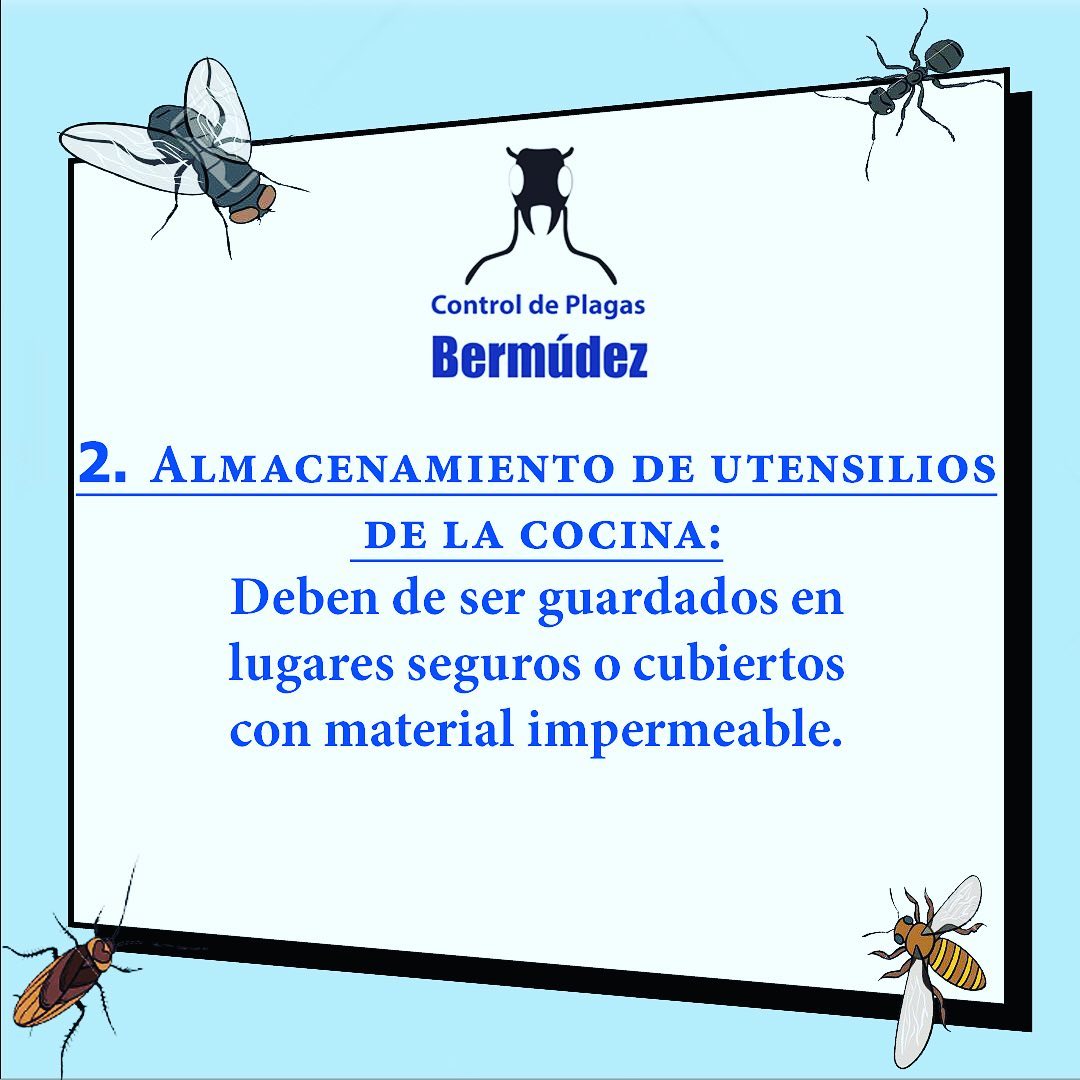 Control de Plagas
Bermúdez
2. Almacenamiento de utensilios
de la cocina:
Deben de ser guardados en
lugares seguros o cubiertos
con material impermeable.